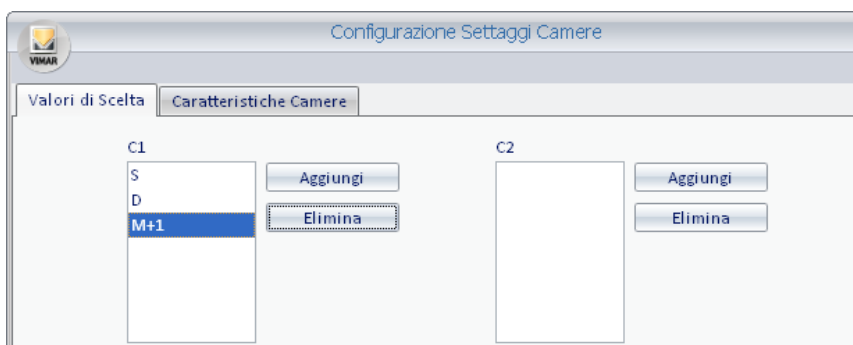 Configurazione Settaggi Camere
VIMAR
Valori di Scelta Caratteristiche Camere
C1 C2
S Aggiungi Aggiungi
D
M+1 Elimina Elimina